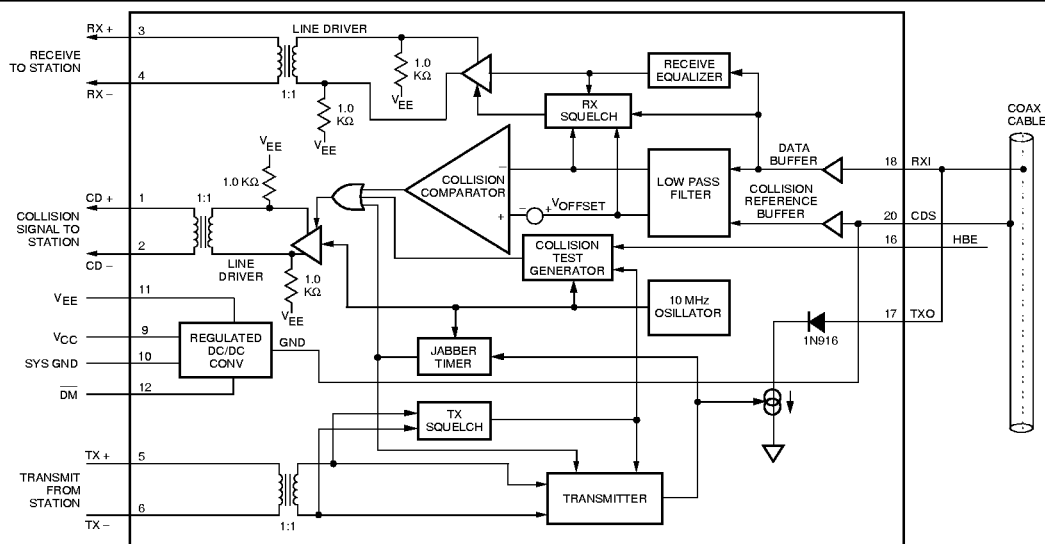 RX +
3
LINE DRIVER
RECEIVE
TO STATION
1.0
KΩ
RECEIVE
EQUALIZER
4
RX –
1:1
VEE
1.0
KΩ
RX
SQUELCH
COAX
CABLE
VEE
VEE
DATA
BUFFER
18
RXI
1.0 KΩ
–
COLLISION
COMPARATOR
LOW PASS
FILTER
COLLISION
REFERENCE
BUFFER
CD +
1
1:1
+
–
+
VOFFSET
20
CDS
COLLISION
SIGNAL TO
STATION
16
HBE
2
CD –
LINE
DRIVER
1.0
KΩ
COLLISION
TEST
GENERATOR
11
VEE
VEE
10 MHz
OSILLATOR
17
TXO
1N916
VCC
9
REGULATED
DC/DC
CONV
GND
JABBER
TIMER
SYS GND
10
DM
12
TX
SQUELCH
TX +
5
TRANSMIT
FROM
STATION
TRANSMITTER
6
TX –
1:1